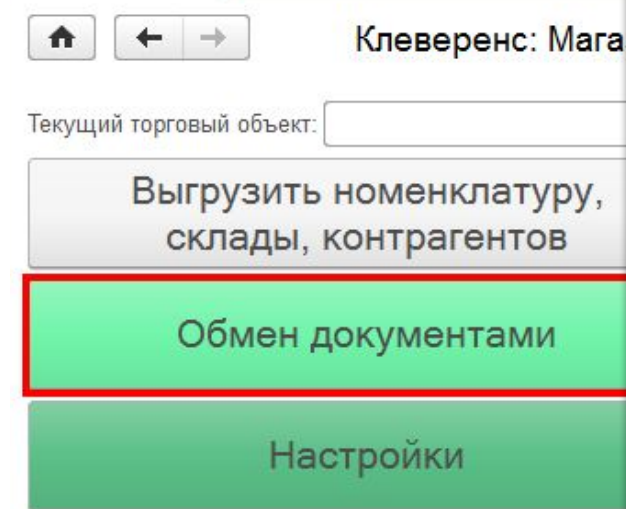 Клеверенс: Мага
Текущий торговый объект:
Выгрузить номенклатуру,
склады, контрагентов
Обмен документами
Настройки